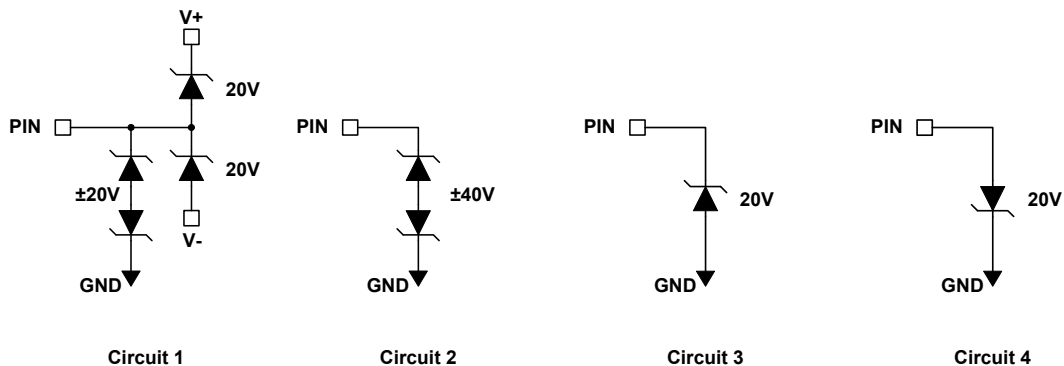 V+
20V
PIN
20V
±20V
V-
GND
Circuit 1
PIN
±40V
GND
Circuit 2
PIN
20V
GND
Circuit 3
PIN
20V
GND
Circuit 4